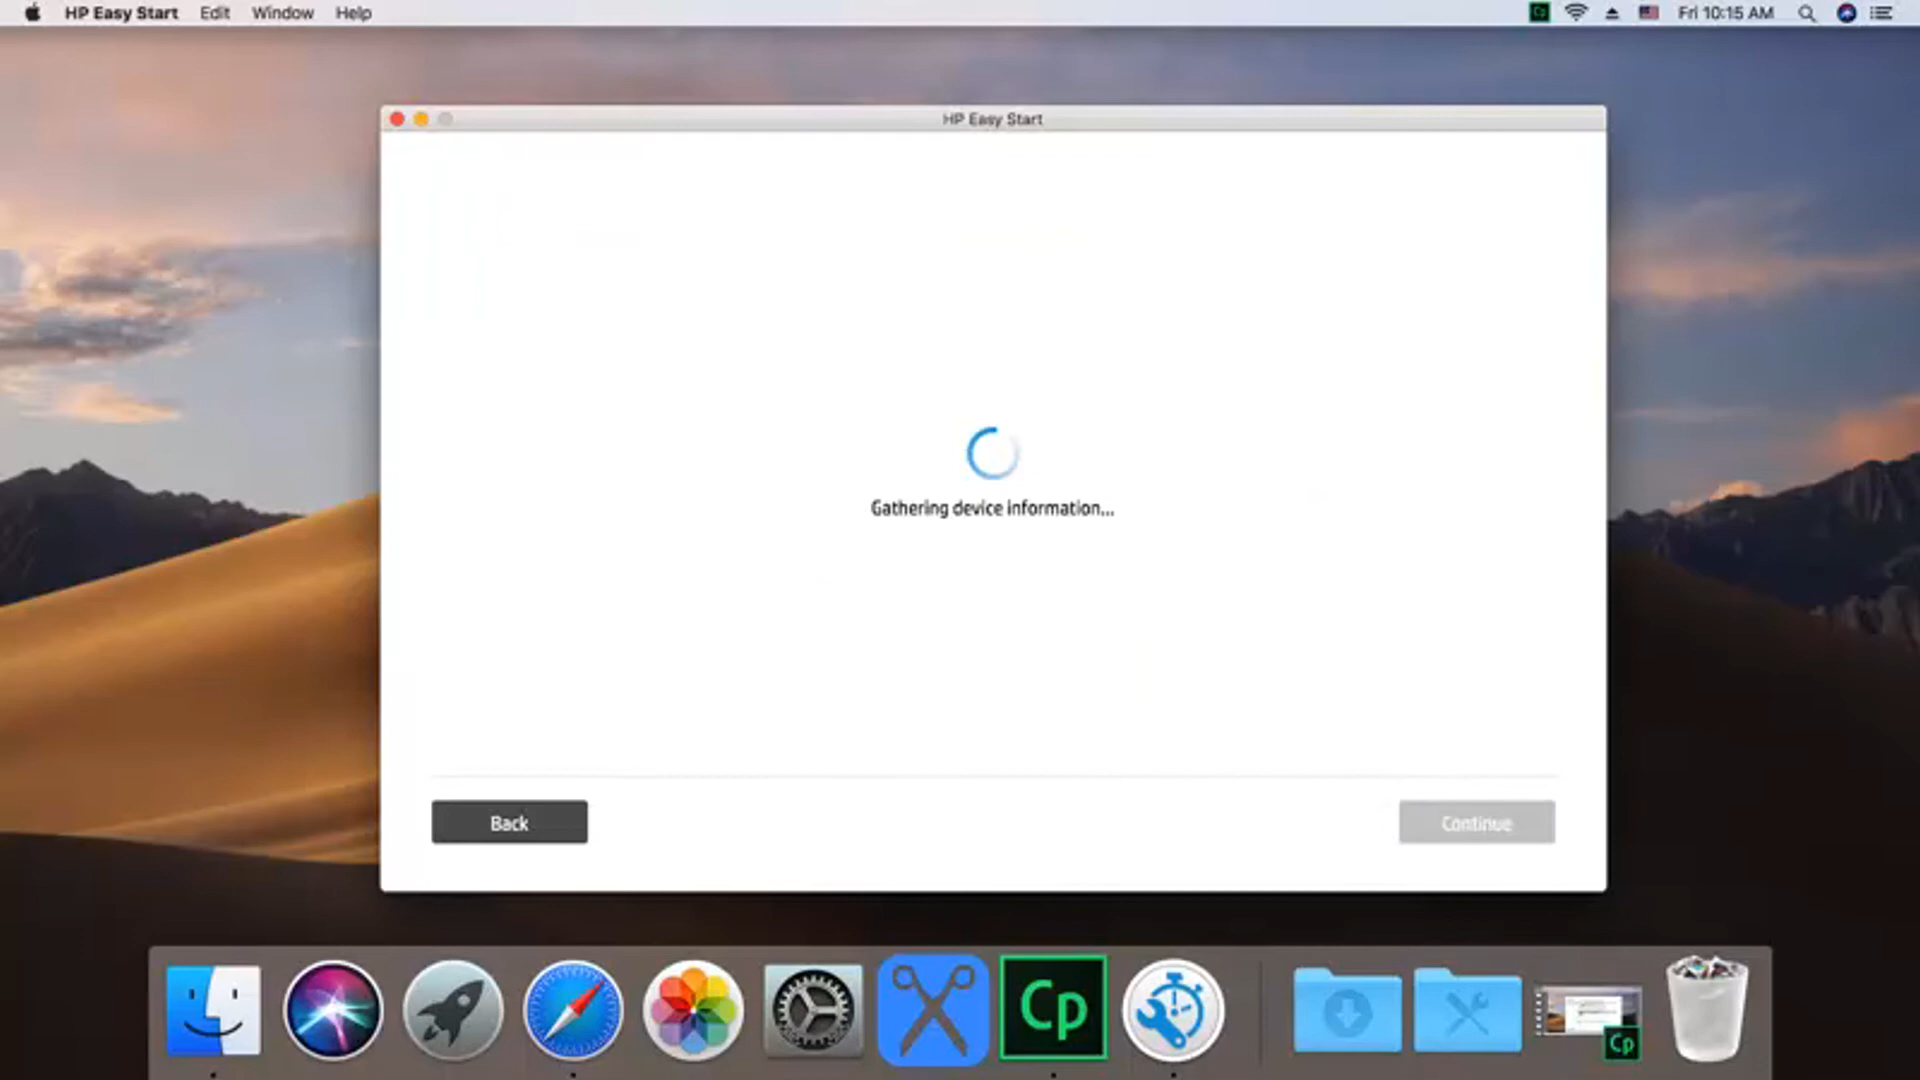 HP Easy Start Edit Window Help Fri 10:15 AM
HP Easy Start
Gathering device information...
Back Continue
Cp
Cp